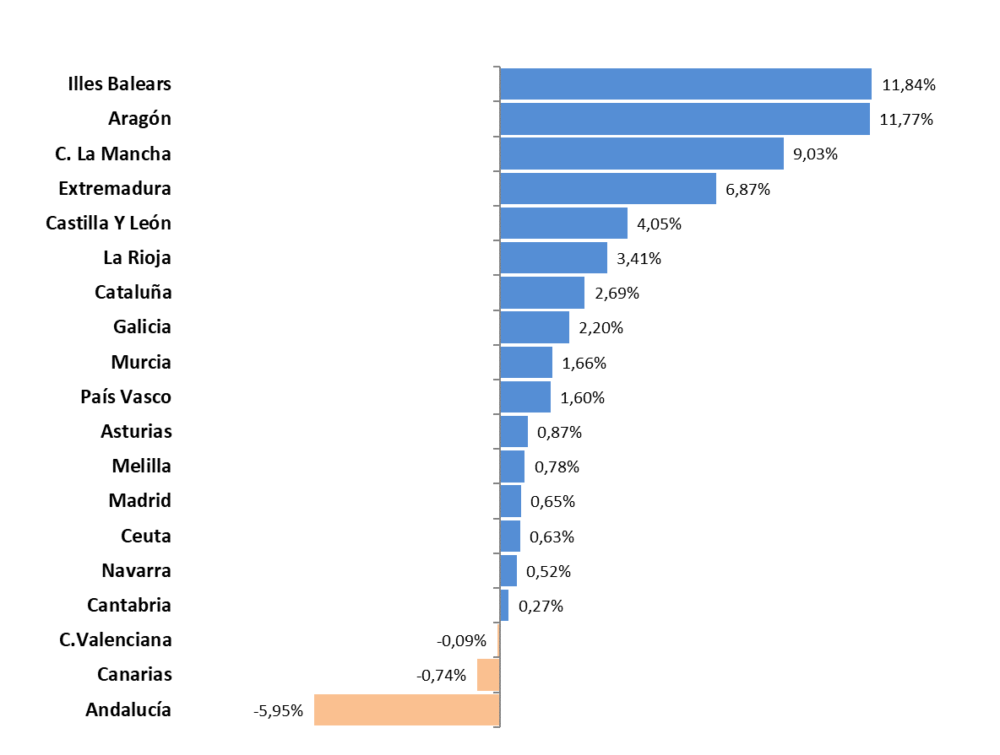 Illes Balears 11,84%
Aragón 11,77%
C. La Mancha 9,03%
Extremadura 6,87%
Castilla Y León 4,05%
La Rioja 3,41%
Cataluña 2,69%
Galicia 2,20%
Murcia 1,66%
País Vasco 1,60%
Asturias 0,87%
Melilla 0,78%
Madrid 0,65%
Ceuta 0,63%
Navarra 0,52%
Cantabria 0,27%
C.Valenciana -0,09%
Canarias -0,74%
Andalucía -5,95%